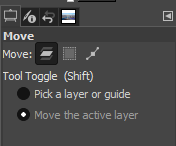 Move
Move:
Tool Toggle  (Shift)
Pick a layer or guide
Move the active layer